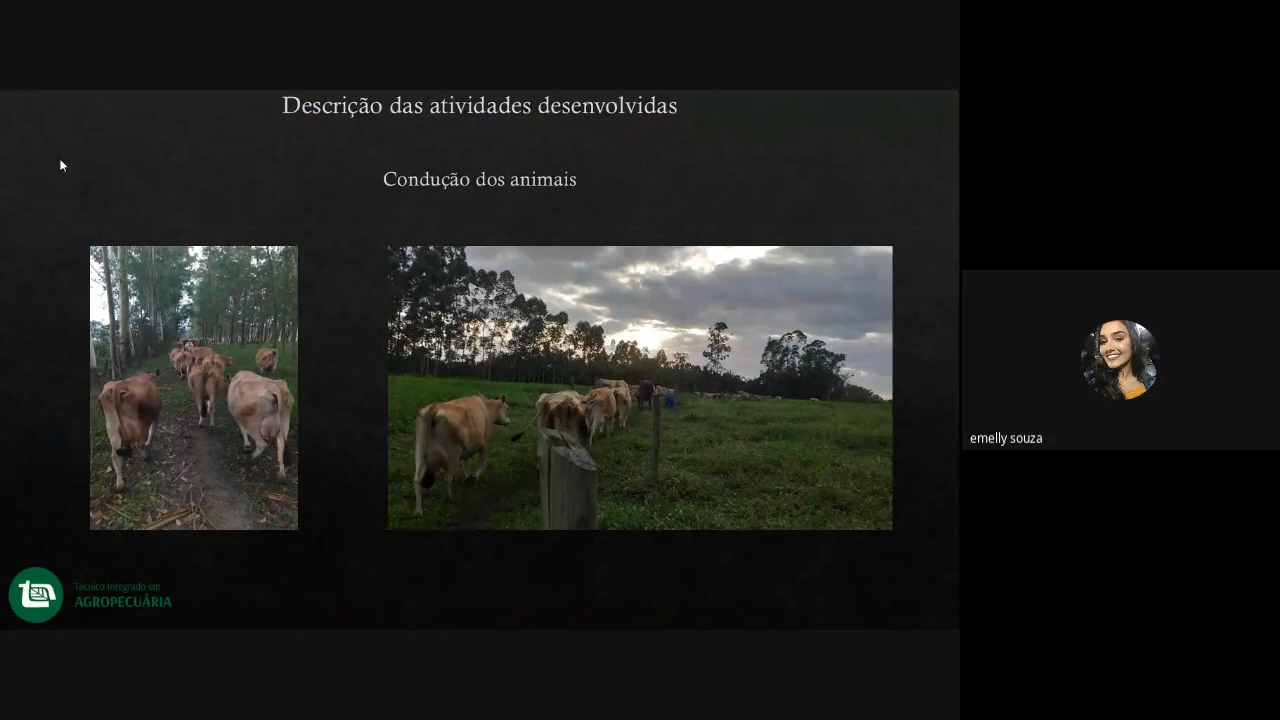 Descrição das atividades desenvolvidas
Condução dos animais
emelly souza
Técnico Integrado em
AGROPECUÁRIA